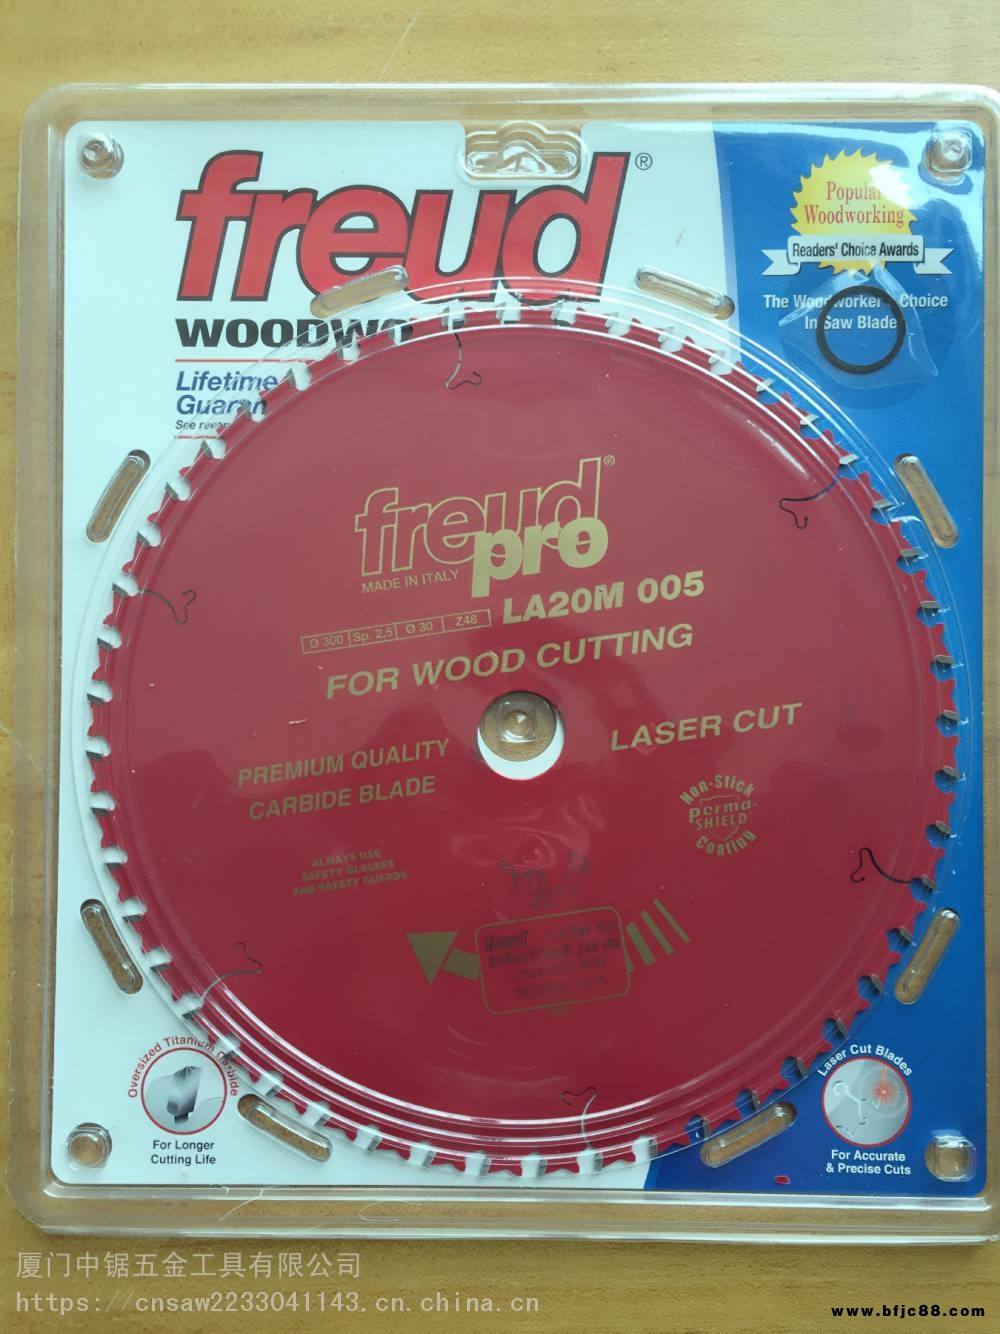 freud®
WOODWO
Lifetime
Guaran
See rever
Popular
Woodworking
Readers' Choice Awards
The Woodworker Choice
In Saw Blade
freud®
pro
MADE IN ITALY
LA20M 005
Ø 300 Sp. 2,5 Ø 30 Z48
FOR WOOD CUTTING
PREMIUM QUALITY
CARBIDE BLADE
LASER CUT
Non-Stick
Perma-
SHIELD
Coating
ALWAYS USE
SAFETY GLASSES
AND SAFETY GUARDS
freud
Oversized Titanium Carbide
For Longer
Cutting Life
Laser Cut Blades
For Accurate
& Precise Cuts
厦门中锯五金工具有限公司
https://cnsaw2233041143.cn.china.cn
www.bfjc88.com